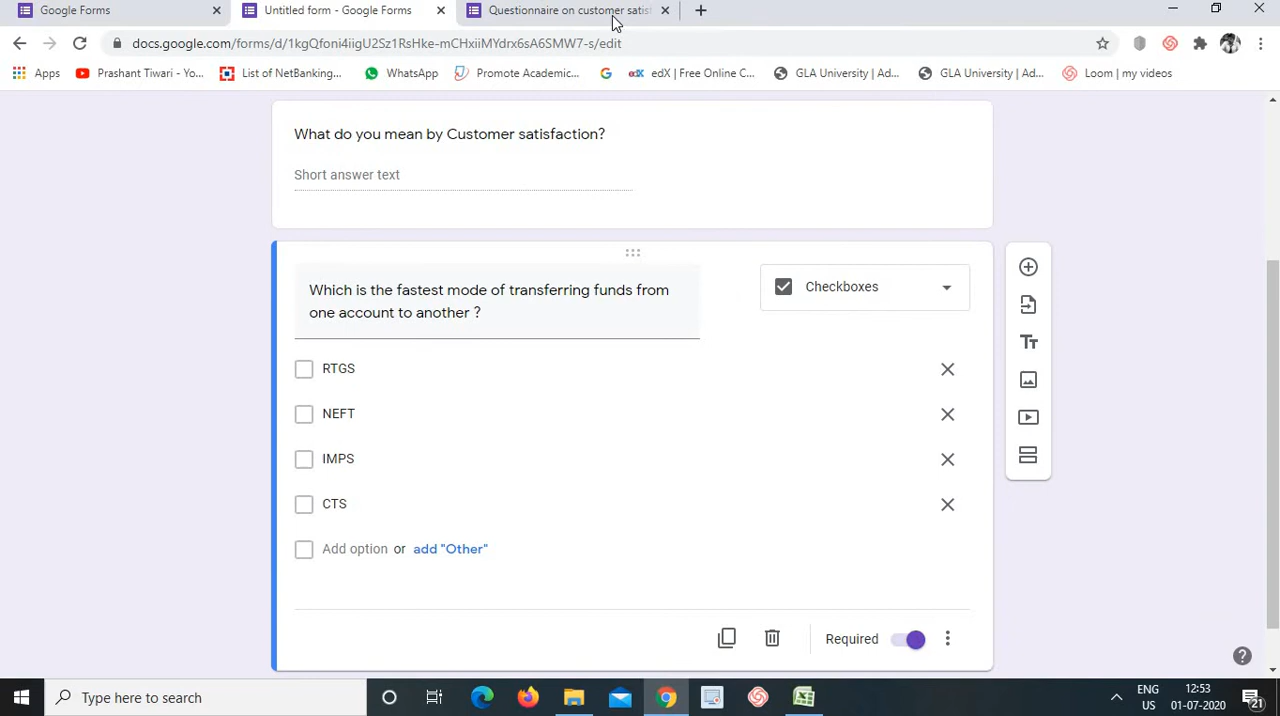 Google Forms
Untitled form - Google Forms
Questionnaire on customer satis
docs.google.com/forms/d/1kgQfoni4iigU2Sz1RsHke-mCHxiiMYdrx6sA6SMW7-s/edit
Apps
Prashant Tiwari - Yo...
List of NetBanking...
WhatsApp
Promote Academic...
edX | Free Online C...
GLA University | Ad...
GLA University | Ad...
Loom | my videos
What do you mean by Customer satisfaction?
Short answer text
Which is the fastest mode of transferring funds from
one account to another ?
Checkboxes
RTGS
NEFT
IMPS
CTS
Add option or add "Other"
Required
Type here to search
ENG
US
12:53
01-07-2020
21